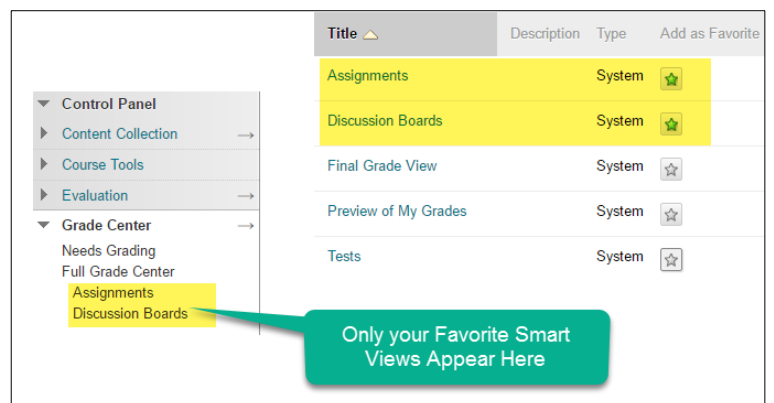 Title Description Type Add as Favorite
Assignments System
Discussion Boards System
Final Grade View System
Preview of My Grades System
Tests System
Control Panel
Content Collection
Course Tools
Evaluation
Grade Center
Needs Grading
Full Grade Center
Assignments
Discussion Boards
Only your Favorite Smart
Views Appear Here